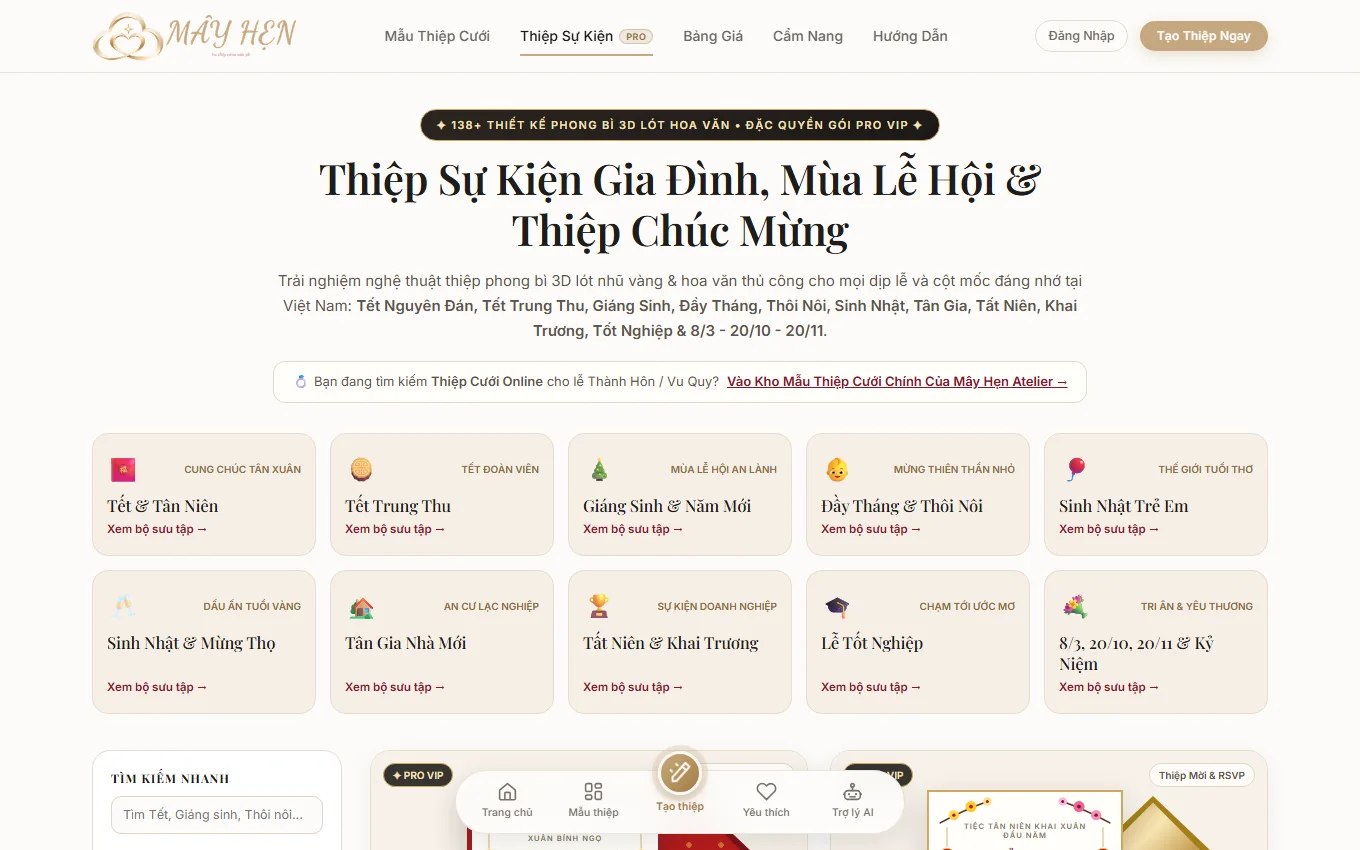 MÂY HẸN
Mẫu Thiệp Cưới
Thiệp Sự Kiện PRO
Bảng Giá
Cẩm Nang
Hướng Dẫn
Đăng Nhập
Tạo Thiệp Ngay
✦ 138+ THIẾT KẾ PHONG BÌ 3D LÓT HOA VĂN • ĐẶC QUYỀN GÓI PRO VIP ✦
Thiệp Sự Kiện Gia Đình, Mùa Lễ Hội &
Thiệp Chúc Mừng
Trải nghiệm nghệ thuật thiệp phong bì 3D lót nhũ vàng & hoa văn thủ công cho mọi dịp lễ và cột mốc đáng nhớ tại
Việt Nam: Tết Nguyên Đán, Tết Trung Thu, Giáng Sinh, Đầy Tháng, Thôi Nôi, Sinh Nhật, Tân Gia, Tất Niên, Khai
Trương, Tốt Nghiệp & 8/3 - 20/10 - 20/11.
Bạn đang tìm kiếm Thiệp Cưới Online cho lễ Thành Hôn / Vu Quy? Vào Kho Mẫu Thiệp Cưới Chính Của Mây Hẹn Atelier →
CUNG CHÚC TÂN XUÂN
Tết & Tân Niên
Xem bộ sưu tập →
TẾT ĐOÀN VIÊN
Tết Trung Thu
Xem bộ sưu tập →
MÙA LỄ HỘI AN LÀNH
Giáng Sinh & Năm Mới
Xem bộ sưu tập →
MỪNG THIÊN THẦN NHỎ
Đầy Tháng & Thôi Nôi
Xem bộ sưu tập →
THẾ GIỚI TUỔI THƠ
Sinh Nhật Trẻ Em
Xem bộ sưu tập →
DẤU ẤN TUỔI VÀNG
Sinh Nhật & Mừng Thọ
Xem bộ sưu tập →
AN CƯ LẠC NGHIỆP
Tân Gia Nhà Mới
Xem bộ sưu tập →
SỰ KIỆN DOANH NGHIỆP
Tất Niên & Khai Trương
Xem bộ sưu tập →
CHẠM TỚI ƯỚC MƠ
Lễ Tốt Nghiệp
Xem bộ sưu tập →
TRI ÂN & YÊU THƯƠNG
8/3, 20/10, 20/11 & Kỷ
Niệm
Xem bộ sưu tập →
TÌM KIẾM NHANH
Tìm Tết, Giáng sinh, Thôi nôi...
✦ PRO VIP
XUÂN BÍNH NGỌ
VIP
Thiệp Mời & RSVP
TIỆC TÂN NIÊN KHAI XUÂN
ĐẦU NĂM
Trang chủ
Mẫu thiệp
Tạo thiệp
Yêu thích
Trợ lý AI